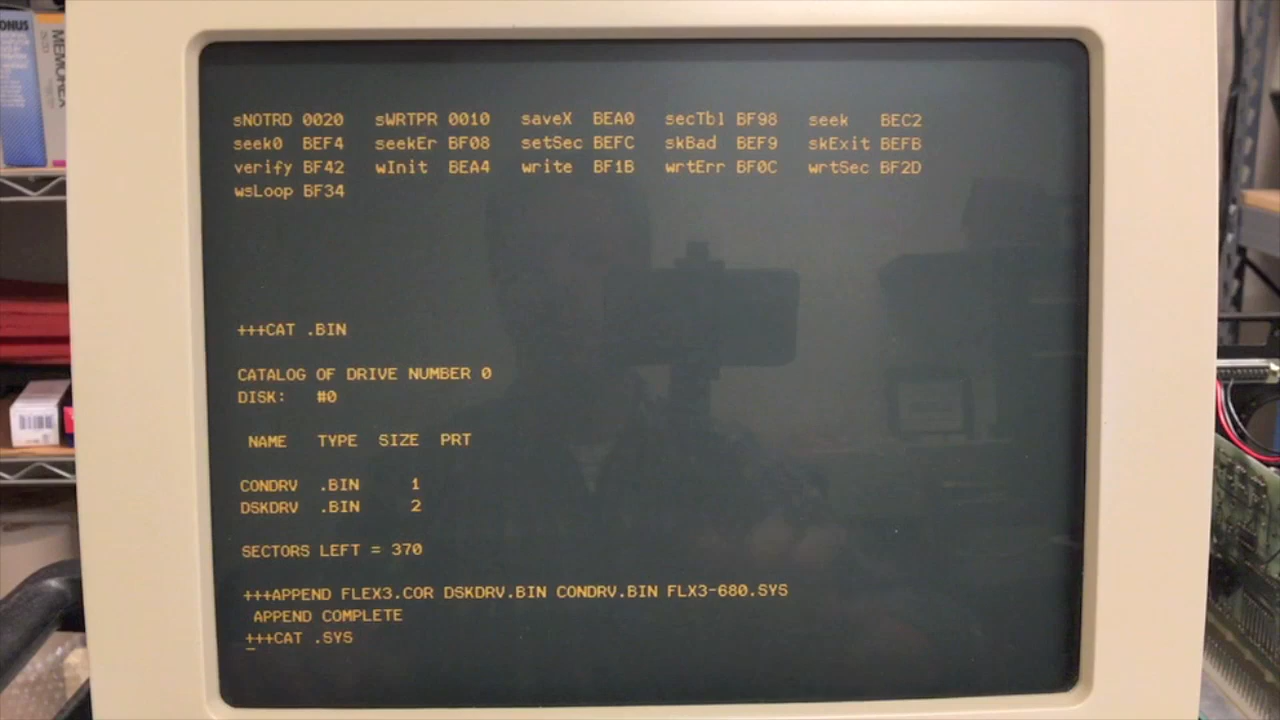 ONUS
MEMOREX
sNOTRD 0020   sWRTPR 0010   saveX  BEA0   secTbl BF98   seek   BEC2
seek0  BEF4   seekEr BF08   setSec BEFC   skBad  BEF9   skExit BEFB
verify BF42   wInit  BEA4   write  BF1B   wrtErr BF0C   wrtSec BF2D
wsLoop BF34
+++CAT .BIN
CATALOG OF DRIVE NUMBER 0
DISK:   #0
NAME   TYPE  SIZE  PRT
CONDRV  .BIN     1
DSKDRV  .BIN     2
SECTORS LEFT = 370
+++APPEND FLEX3.COR DSKDRV.BIN CONDRV.BIN FLX3-680.SYS
APPEND COMPLETE
+++CAT .SYS